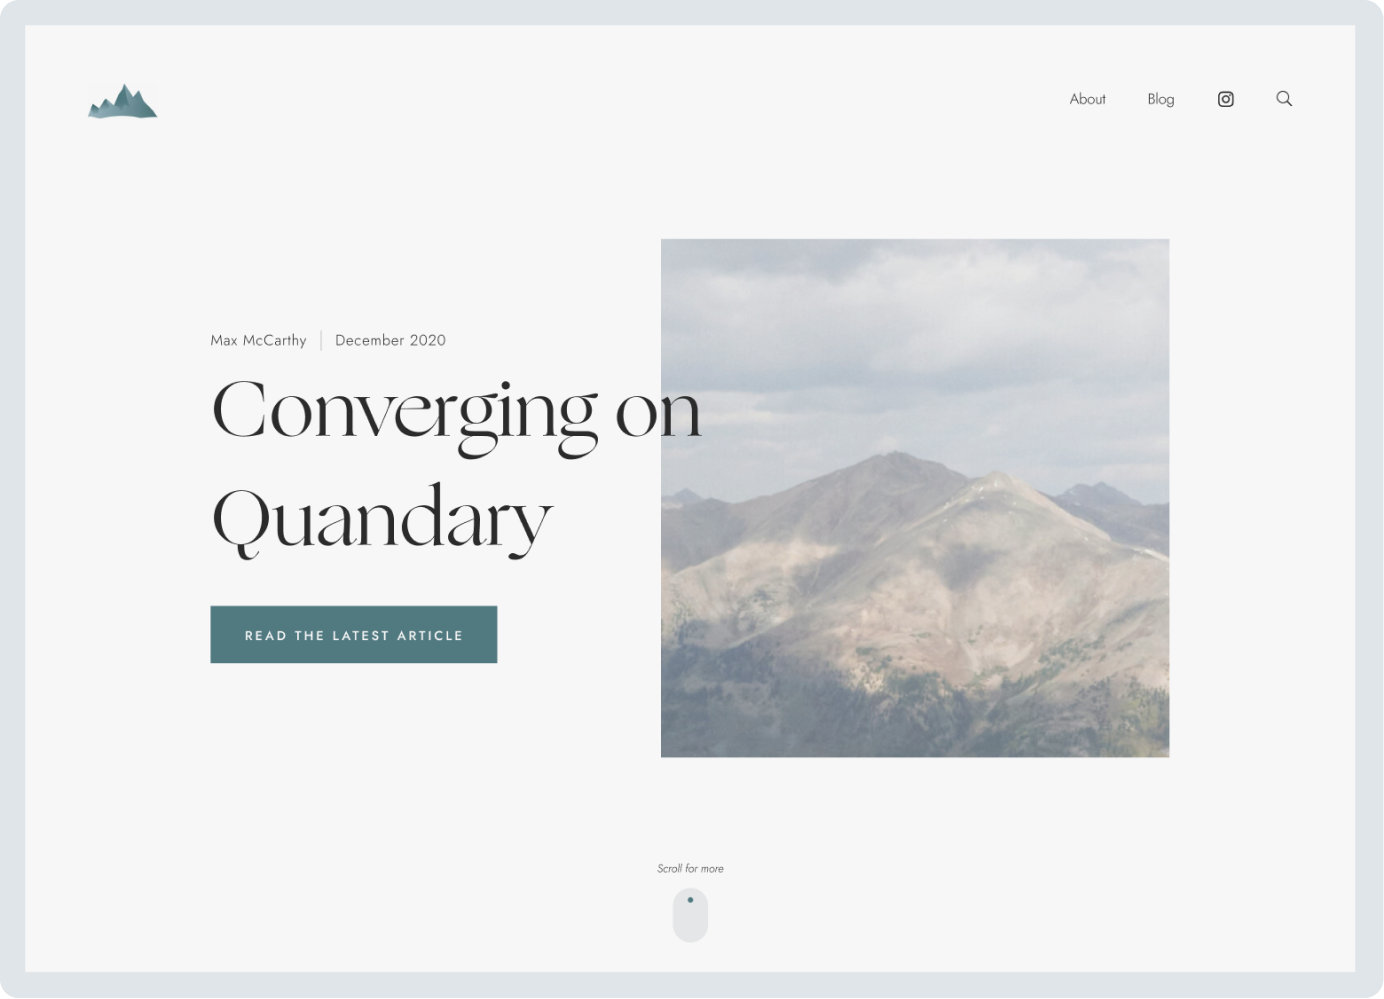 About Blog
Max McCarthy December 2020
Converging on
Quandary
READ THE LATEST ARTICLE
Scroll for more